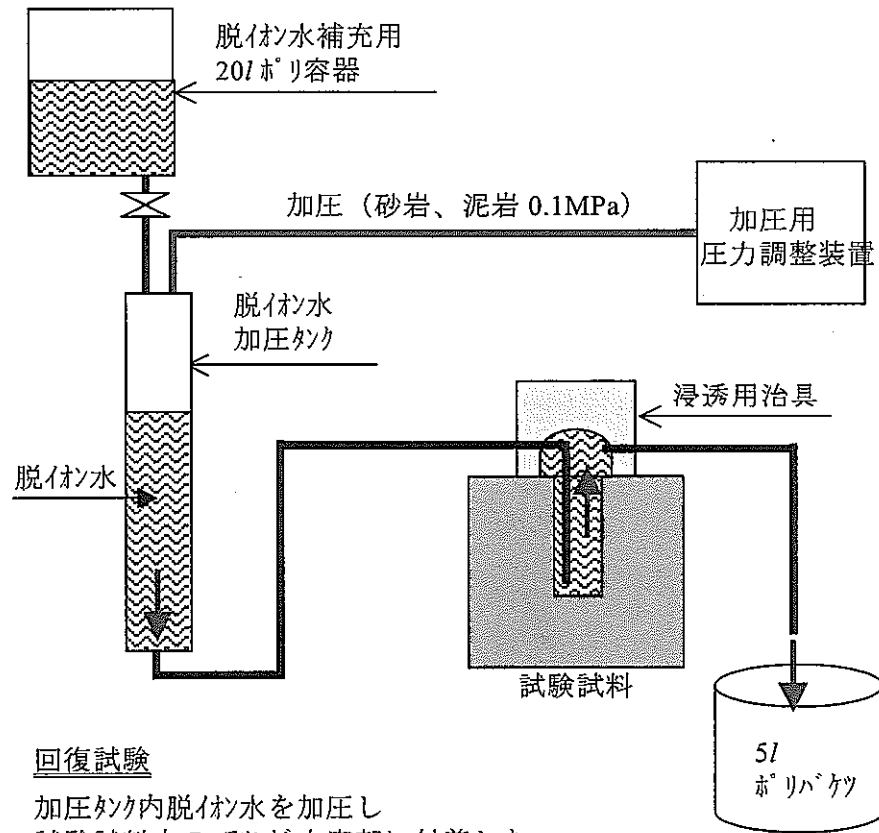 脱ｲｵﾝ水補充用
20lﾎﾟﾘ容器
加圧（砂岩、泥岩 0.1MPa）
加圧用
圧力調整装置
脱ｲｵﾝ水
加圧ﾀﾝｸ
浸透用治具
脱ｲｵﾝ水
試験試料
5l
ﾎﾟﾘﾊﾞｹﾂ
回復試験
加圧ﾀﾝｸ内脱ｲｵﾝ水を加圧し